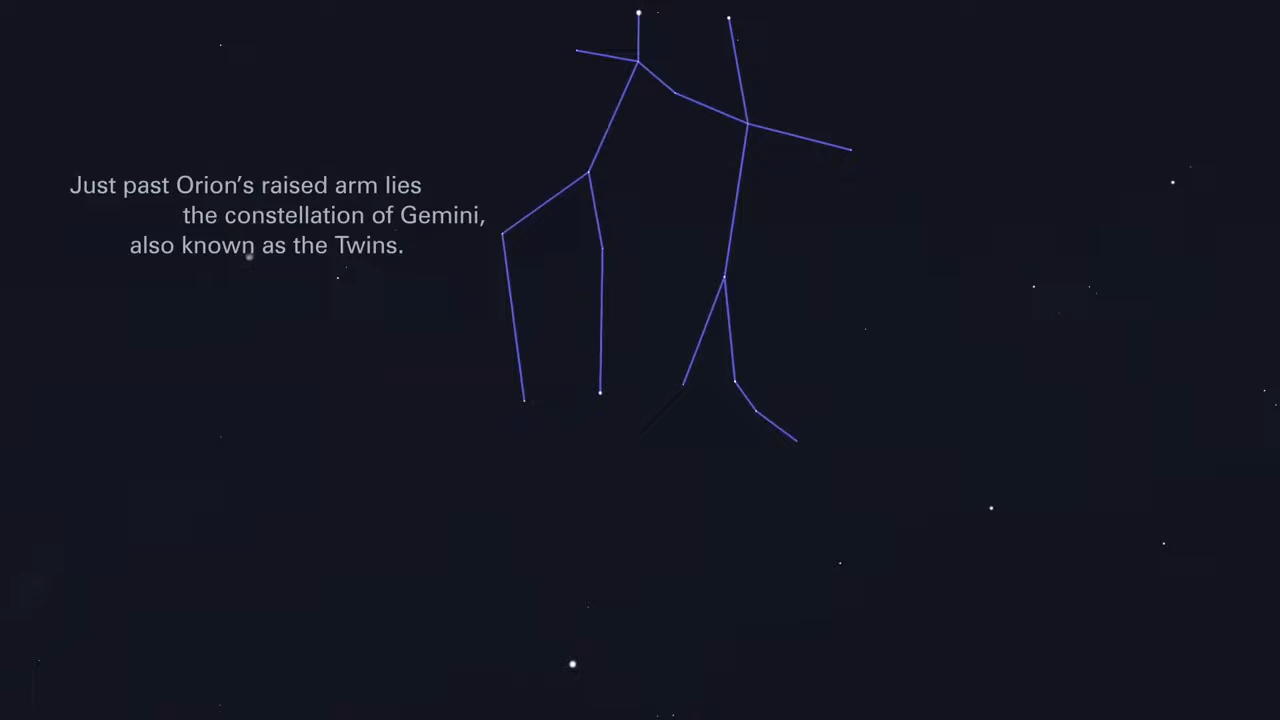 Just past Orion’s raised arm lies
the constellation of Gemini,
also known as the Twins.